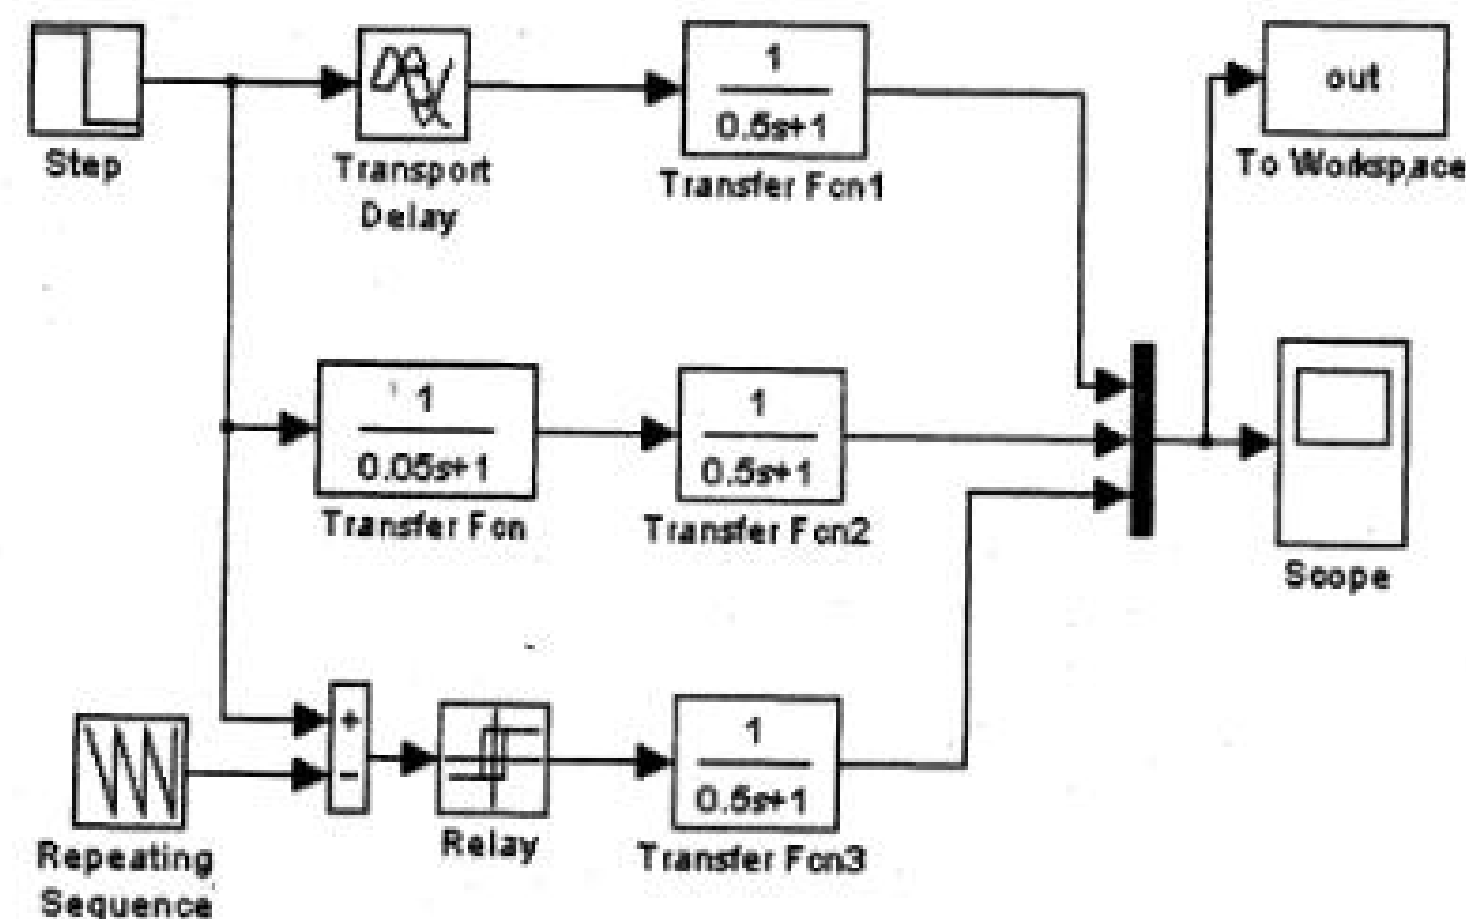 Step
Transport
Delay
1
0.5s+1
Transfer Fcn1
out
To Workspace
1
0.05s+1
Transfer Fcn
1
0.5s+1
Transfer Fcn2
Scope
+
-
Repeating
Sequence
Relay
1
0.5s+1
Transfer Fcn3